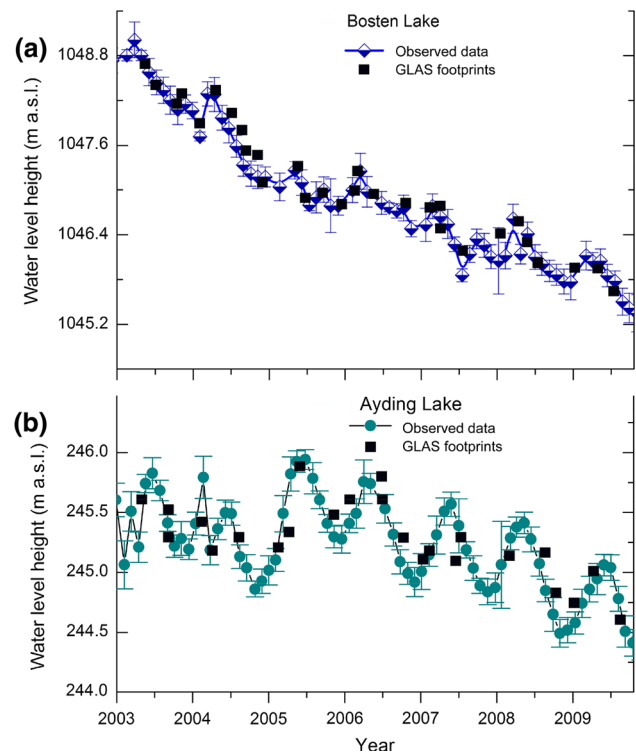 (a)
Bosten Lake
Observed data
GLAS footprints
Water level height (m a.s.l.)
1048.8
1047.6
1046.4
1045.2
(b)
Ayding Lake
Observed data
GLAS footprints
Water level height (m a.s.l.)
246.0
245.5
245.0
244.5
244.0
2003 2004 2005 2006 2007 2008 2009
Year